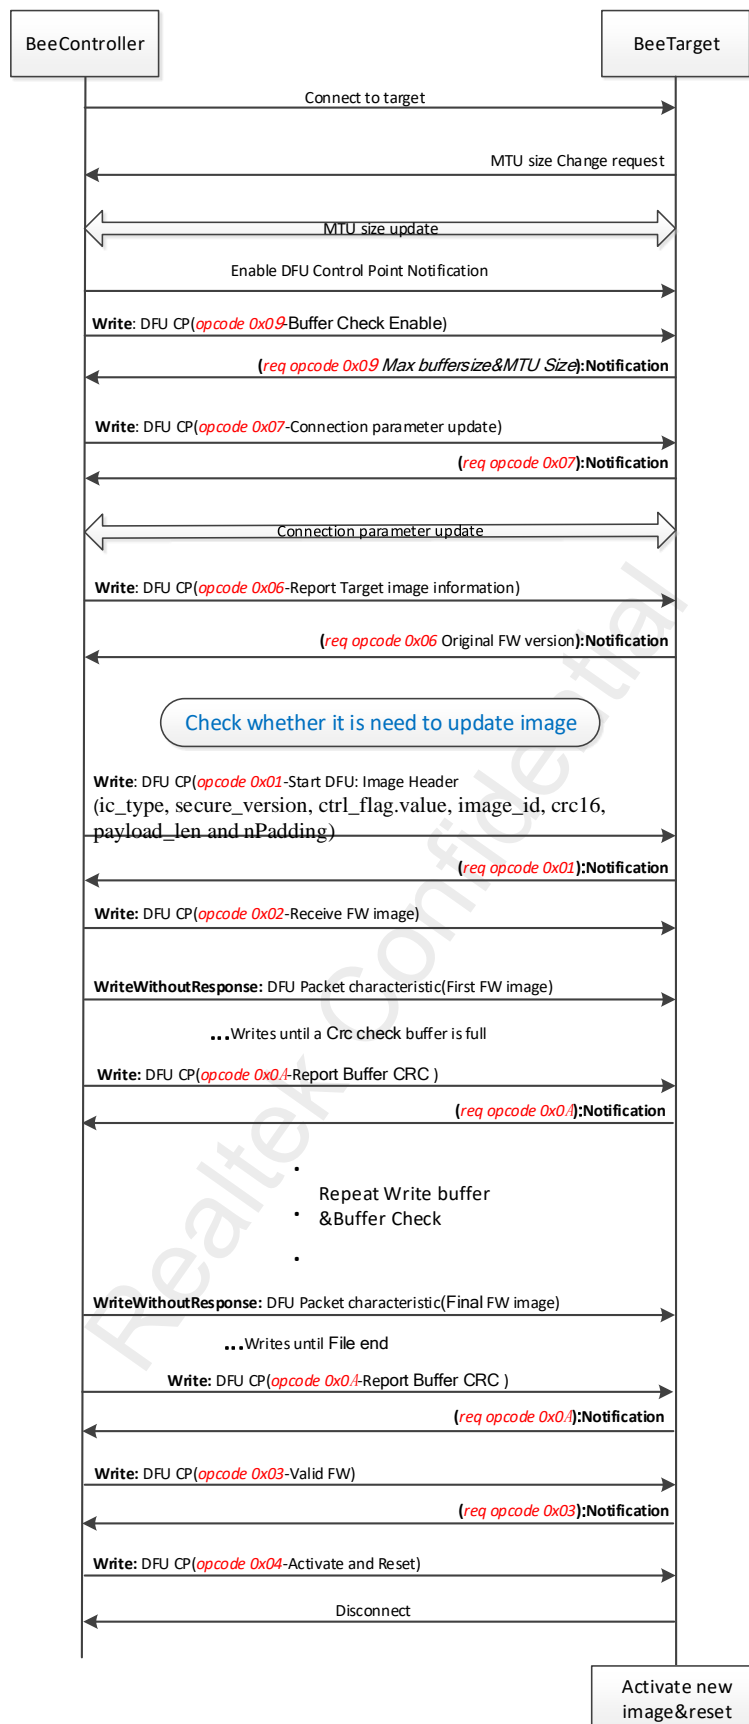 BeeController
BeeTarget
Connect to target
MTU size Change request
MTU size update
Enable DFU Control Point Notification
Write: DFU CP(opcode 0x09-Buffer Check Enable)
(req opcode 0x09 Max buffersize&MTU Size):Notification
Write: DFU CP(opcode 0x07-Connection parameter update)
(req opcode 0x07):Notification
Connection parameter update
Write: DFU CP(opcode 0x06-Report Target image information)
(req opcode 0x06 Original FW version):Notification
Check whether it is need to update image
Write: DFU CP(opcode 0x01-Start DFU: Image Header
(ic_type, secure_version, ctrl_flag.value, image_id, crc16,
payload_len and nPadding)
(req opcode 0x01):Notification
Write: DFU CP(opcode 0x02-Receive FW image)
WriteWithoutResponse: DFU Packet characteristic(First FW image)
...Writes until a Crc check buffer is full
Write: DFU CP(opcode 0x0A-Report Buffer CRC )
(req opcode 0x0A):Notification
.
Repeat Write buffer
. &Buffer Check
.
WriteWithoutResponse: DFU Packet characteristic(Final FW image)
...Writes until File end
Write: DFU CP(opcode 0x0A-Report Buffer CRC )
(req opcode 0x0A):Notification
Write: DFU CP(opcode 0x03-Valid FW)
(req opcode 0x03):Notification
Write: DFU CP(opcode 0x04-Activate and Reset)
Disconnect
Activate new
image&reset
Realtek Confidential